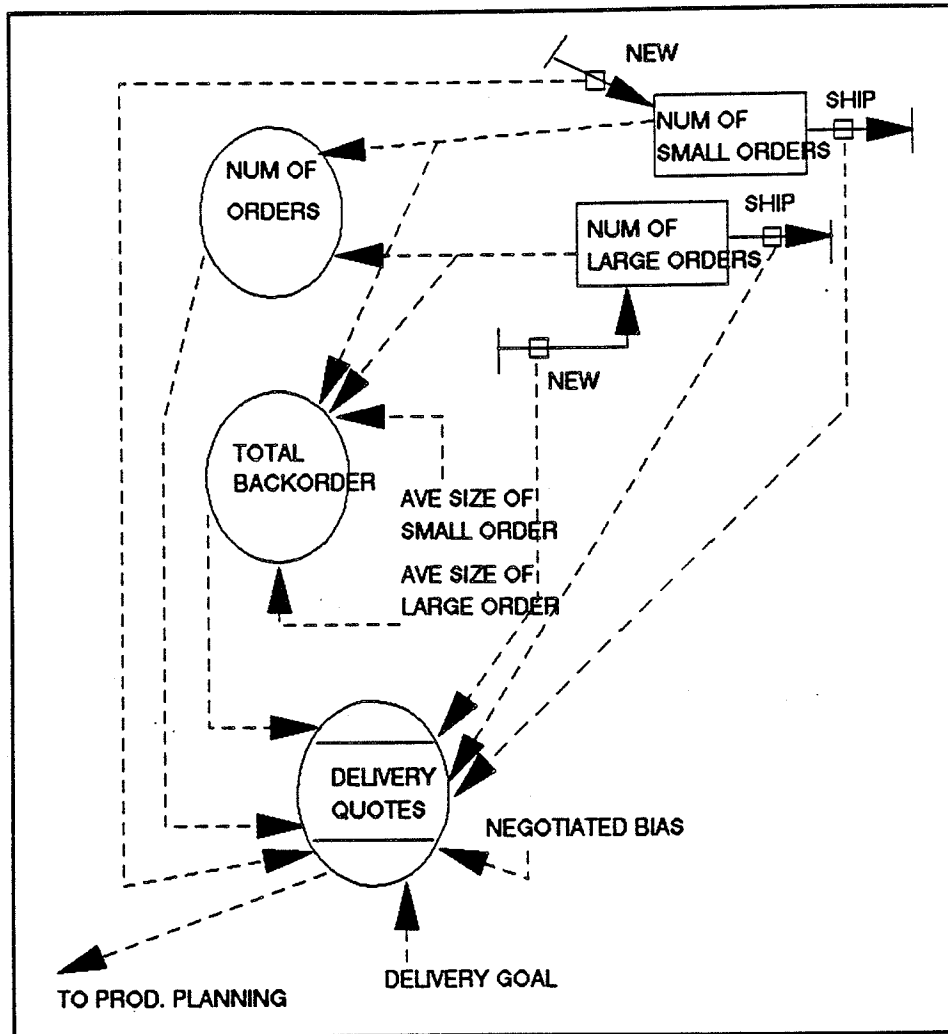 NEW
NUM OF
SMALL ORDERS
SHIP
NUM OF
ORDERS
NUM OF
LARGE ORDERS
SHIP
NEW
TOTAL
BACKORDER
AVE SIZE OF
SMALL ORDER
AVE SIZE OF
LARGE ORDER
DELIVERY
QUOTES
NEGOTIATED BIAS
DELIVERY GOAL
TO PROD. PLANNING